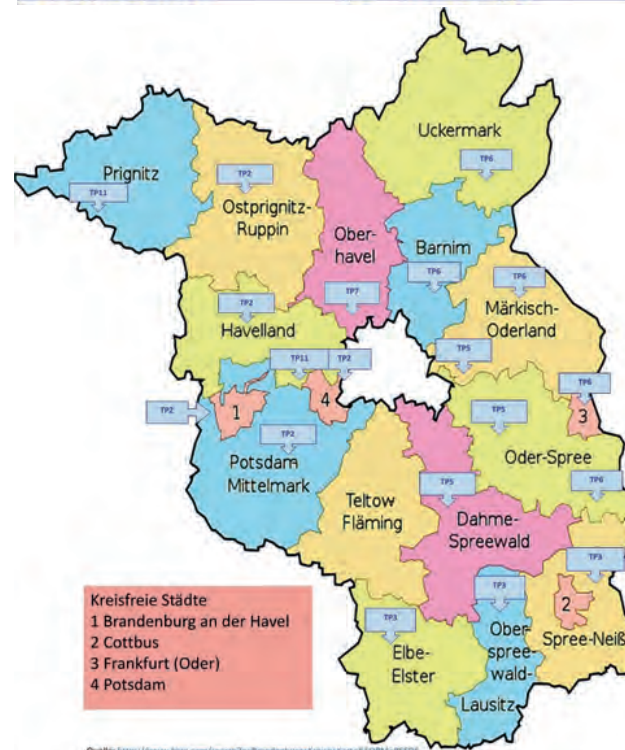 Uckermark
TP6
Prignitz
TP11
TP2
Ostprignitz-
Ruppin
Ober-
havel
TP7
Barnim
TP6
TP6
Märkisch-
Oderland
TP5
TP2
Havelland
TP11
TP2
TP2
1
4
TP2
Potsdam
Mittelmark
TP5
TP6
3
Oder-Spree
TP6
Teltow
Fläming
TP5
Dahme-
Spreewald
TP3
TP3
2
Spree-Neiß
TP3
Elbe-
Elster
Ober
spree-
wald-
Lausitz
Kreisfreie Städte
1 Brandenburg an der Havel
2 Cottbus
3 Frankfurt (Oder)
4 Potsdam